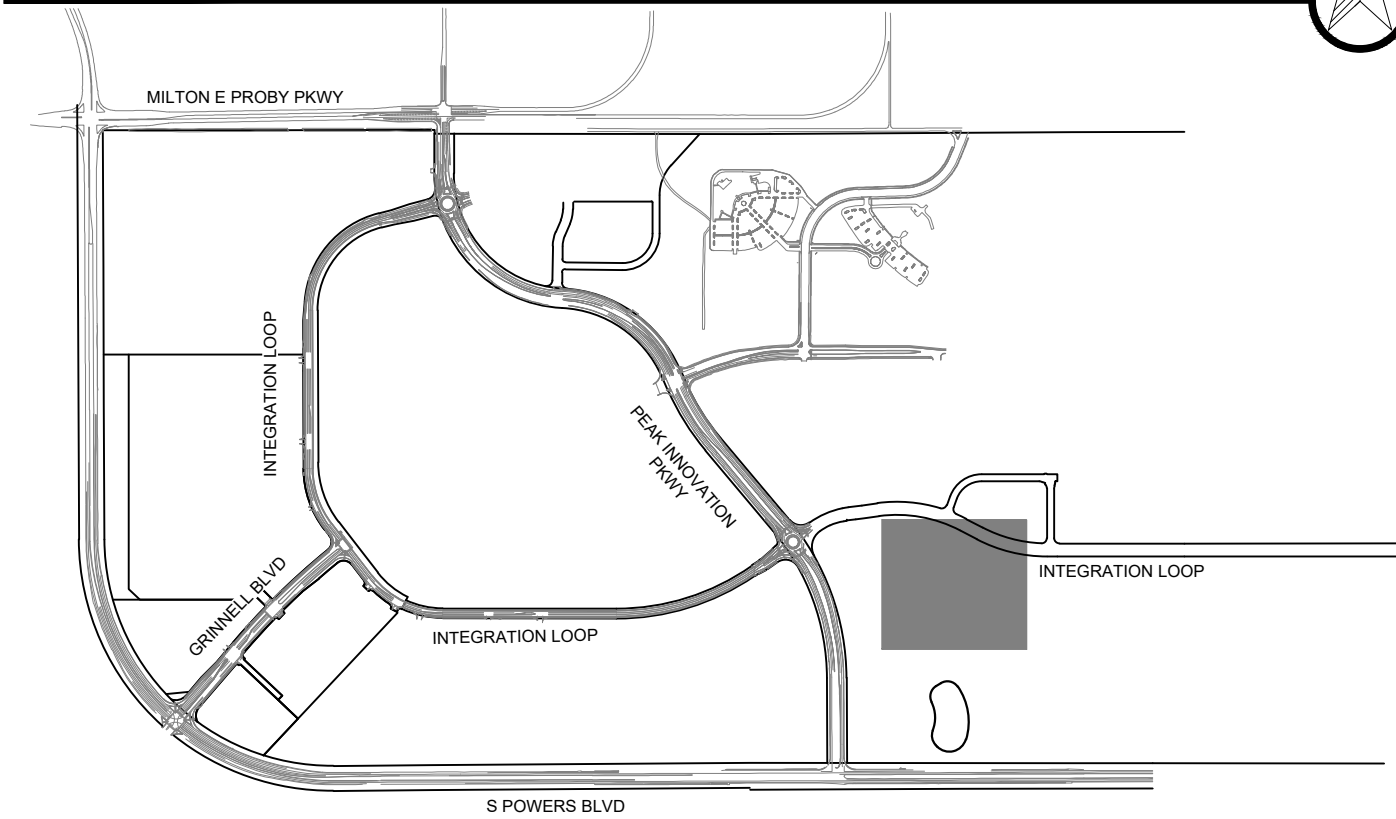 MILTON E PROBY PKWY
INTEGRATION LOOP
PEAK INNOVATION
PKWY
GRINNELL BLVD
INTEGRATION LOOP
INTEGRATION LOOP
S POWERS BLVD